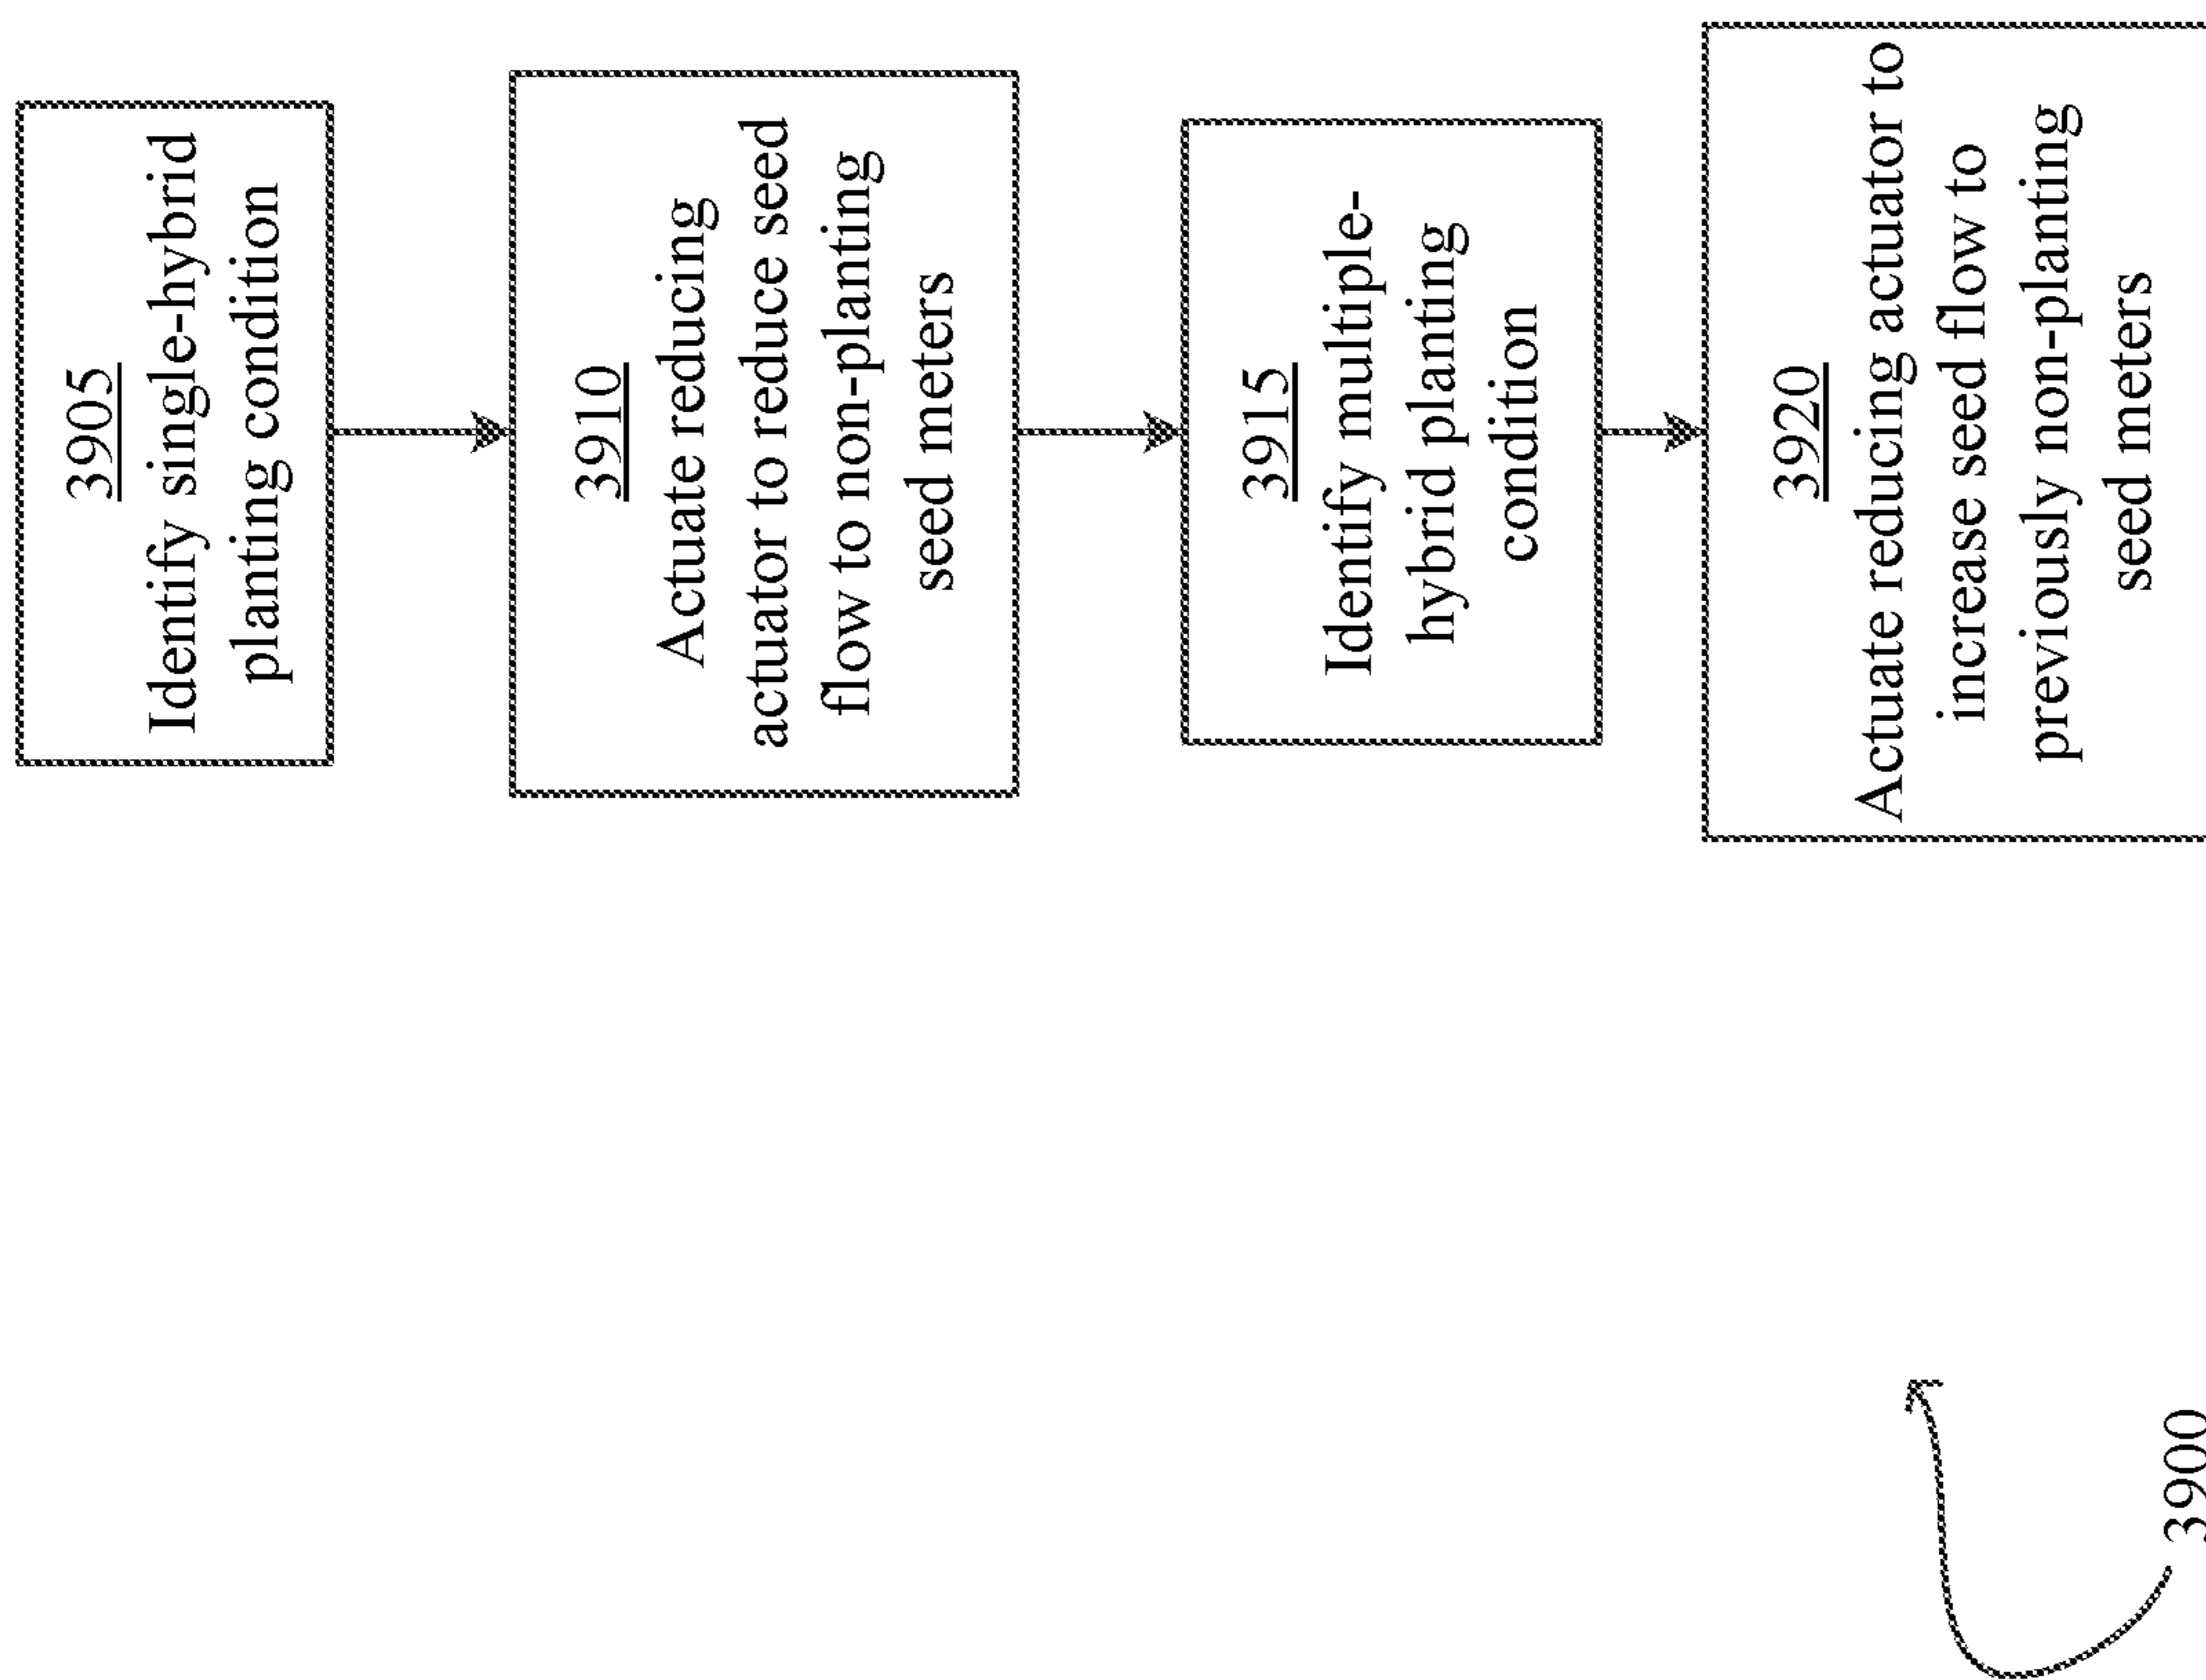 3905
Identify single-hybrid
planting condition
3910
Actuate reducing
actuator to reduce seed
flow to non-planting
seed meters
3915
Identify multiple-
hybrid planting
condition
3920
Actuate reducing actuator to
increase seed flow to
previously non-planting
seed meters
3900